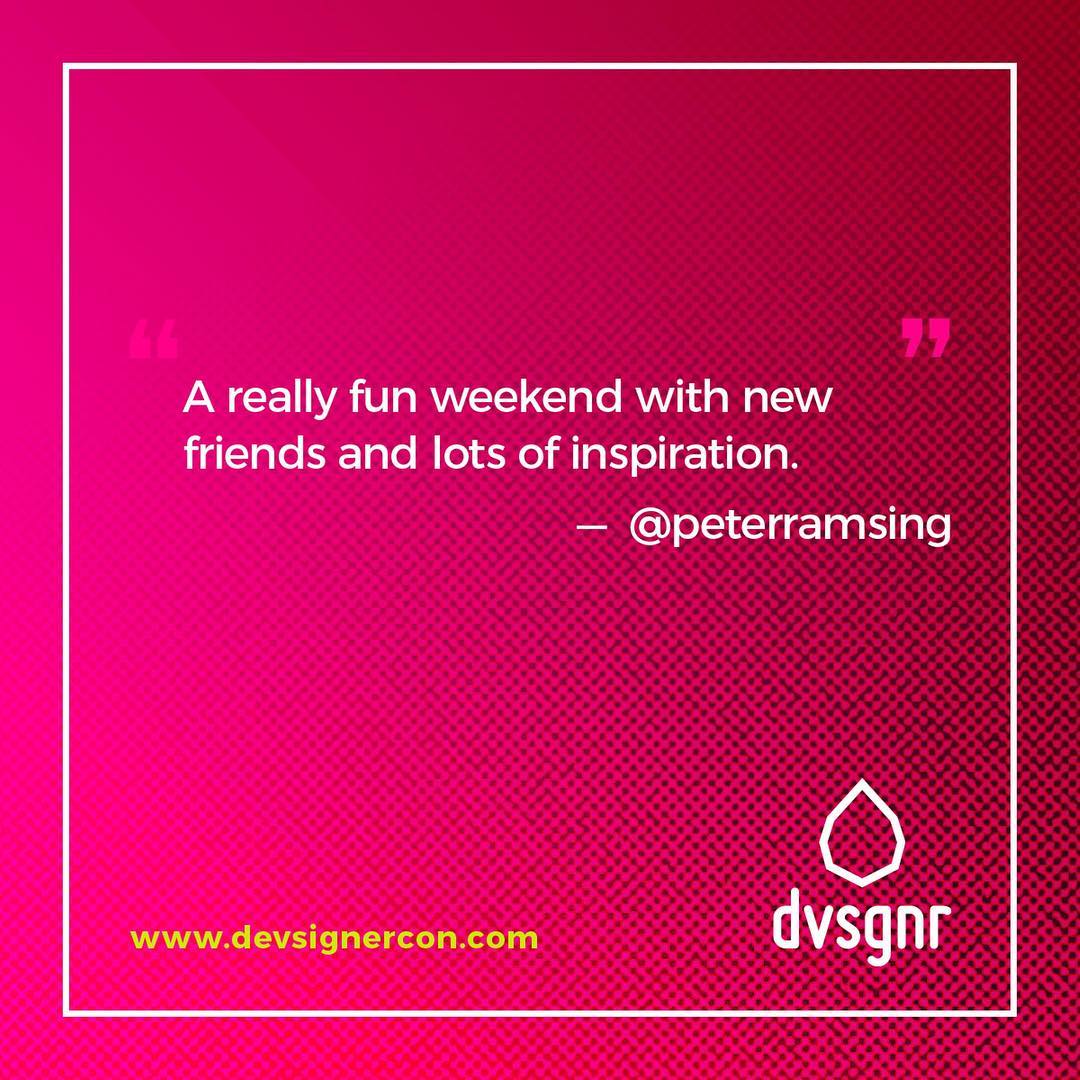 “ ”
A really fun weekend with new
friends and lots of inspiration.
— @peterramsing
www.devsignercon.com
dvsgnr